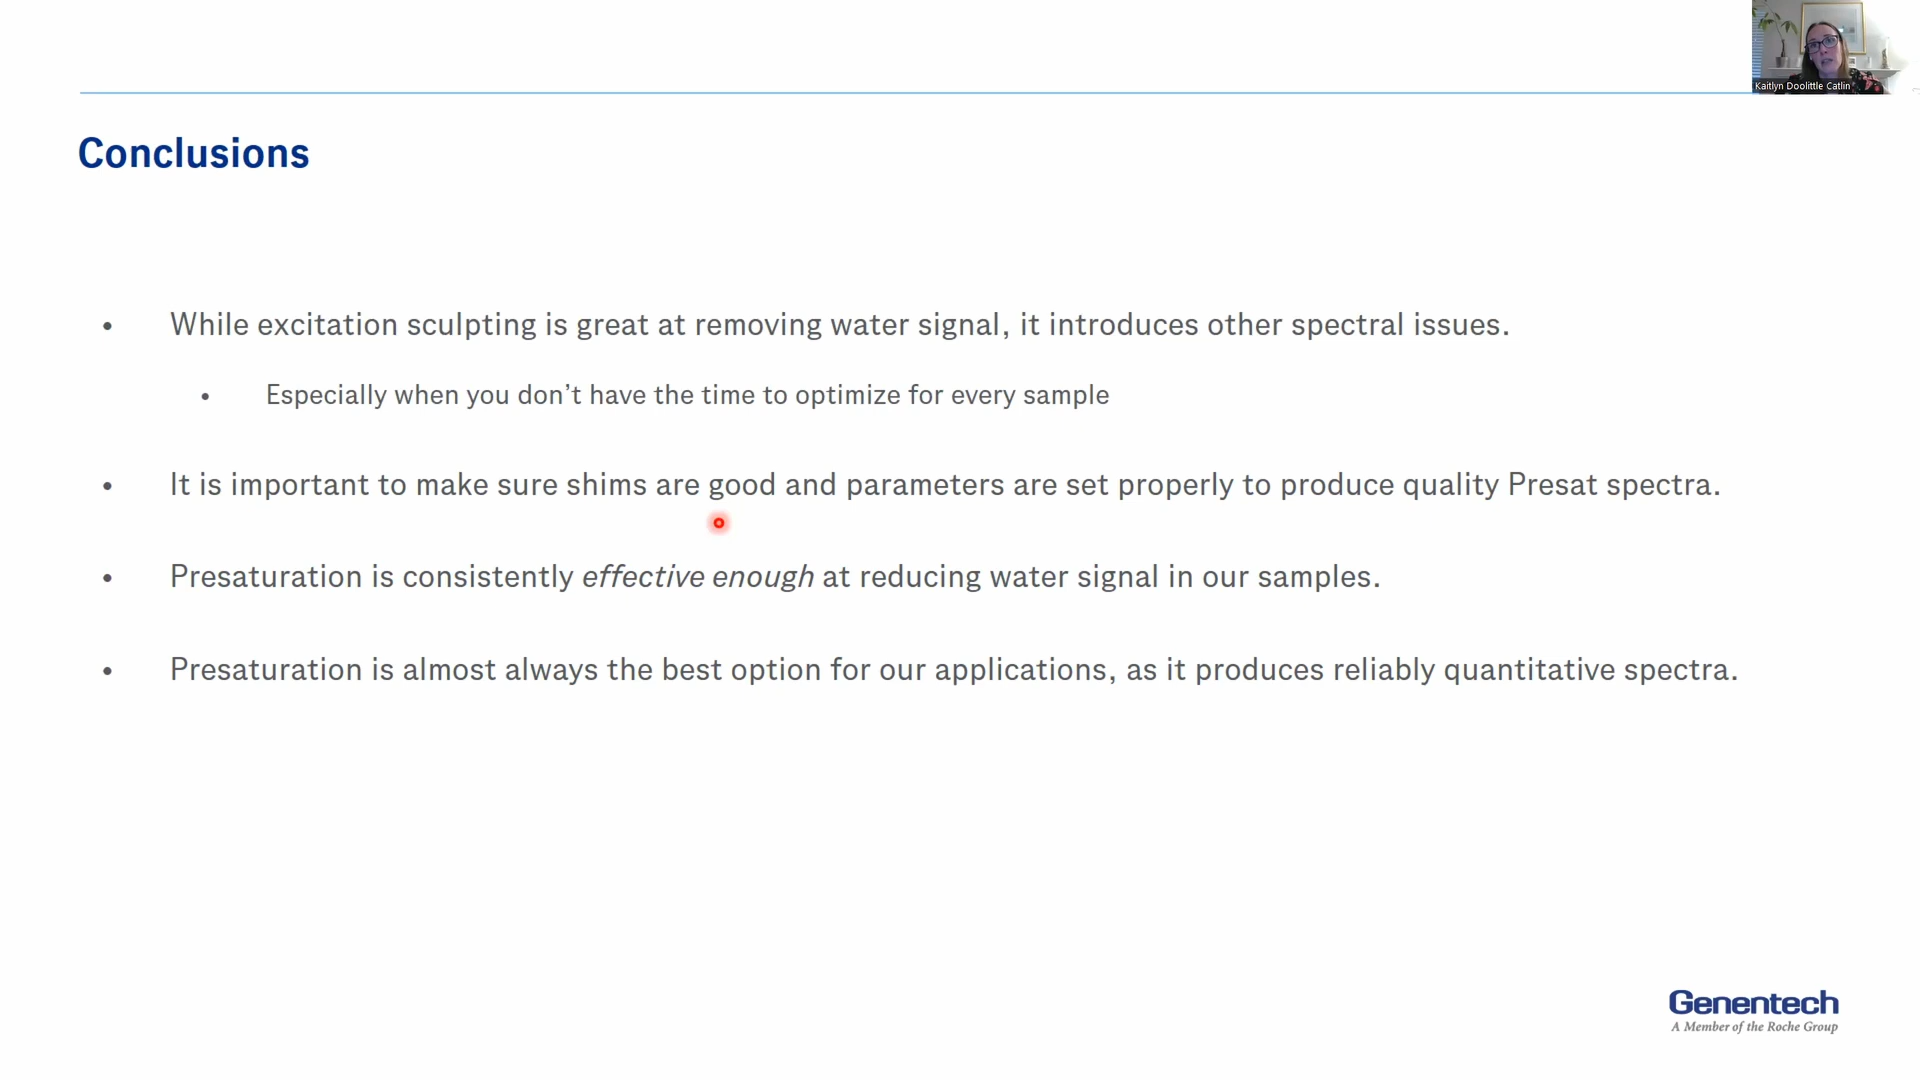 Kaitlyn Doolittle Catlin
Conclusions
• While excitation sculpting is great at removing water signal, it introduces other spectral issues.
• Especially when you don’t have the time to optimize for every sample
• It is important to make sure shims are good and parameters are set properly to produce quality Presat spectra.
• Presaturation is consistently effective enough at reducing water signal in our samples.
• Presaturation is almost always the best option for our applications, as it produces reliably quantitative spectra.
Genentech
A Member of the Roche Group